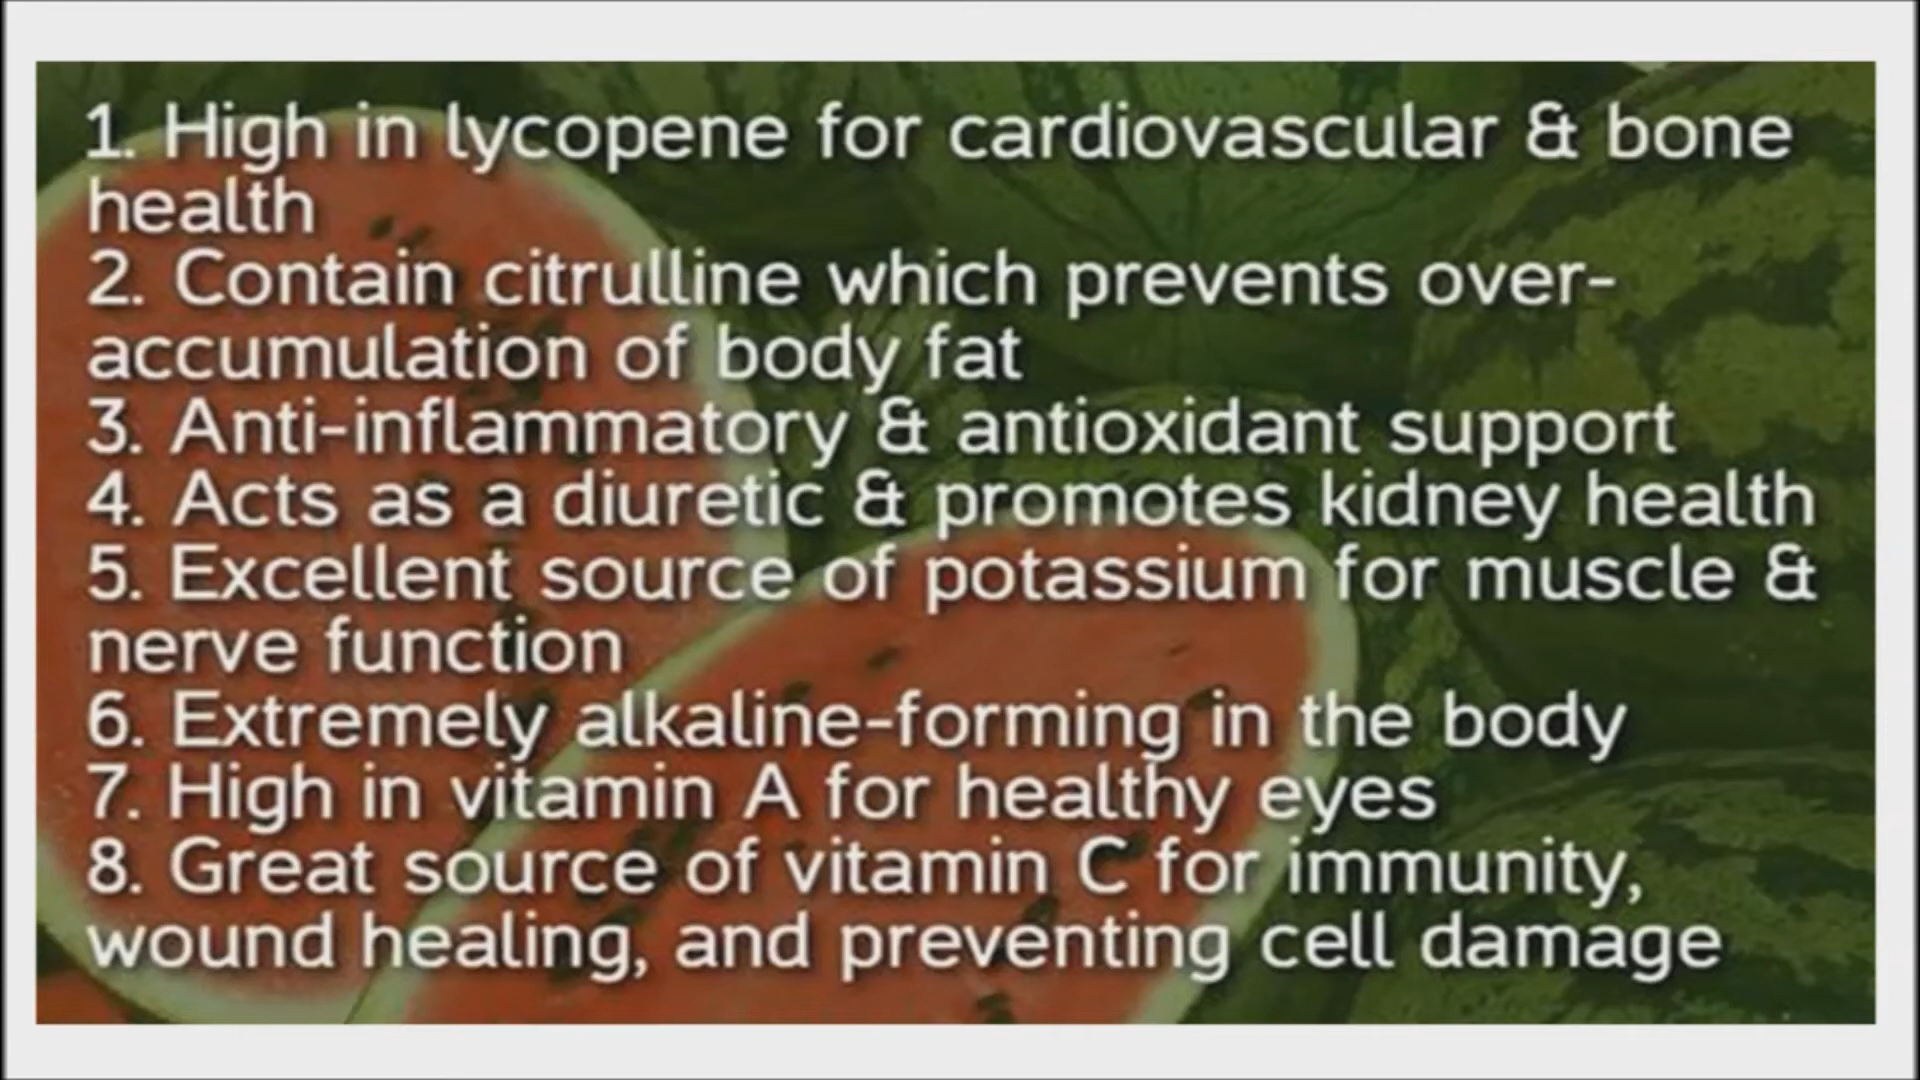 1. High in lycopene for cardiovascular & bone
health
2. Contain citrulline which prevents over-
accumulation of body fat
3. Anti-inflammatory & antioxidant support
4. Acts as a diuretic & promotes kidney health
5. Excellent source of potassium for muscle &
nerve function
6. Extremely alkaline-forming in the body
7. High in vitamin A for healthy eyes
8. Great source of vitamin C for immunity,
wound healing, and preventing cell damage